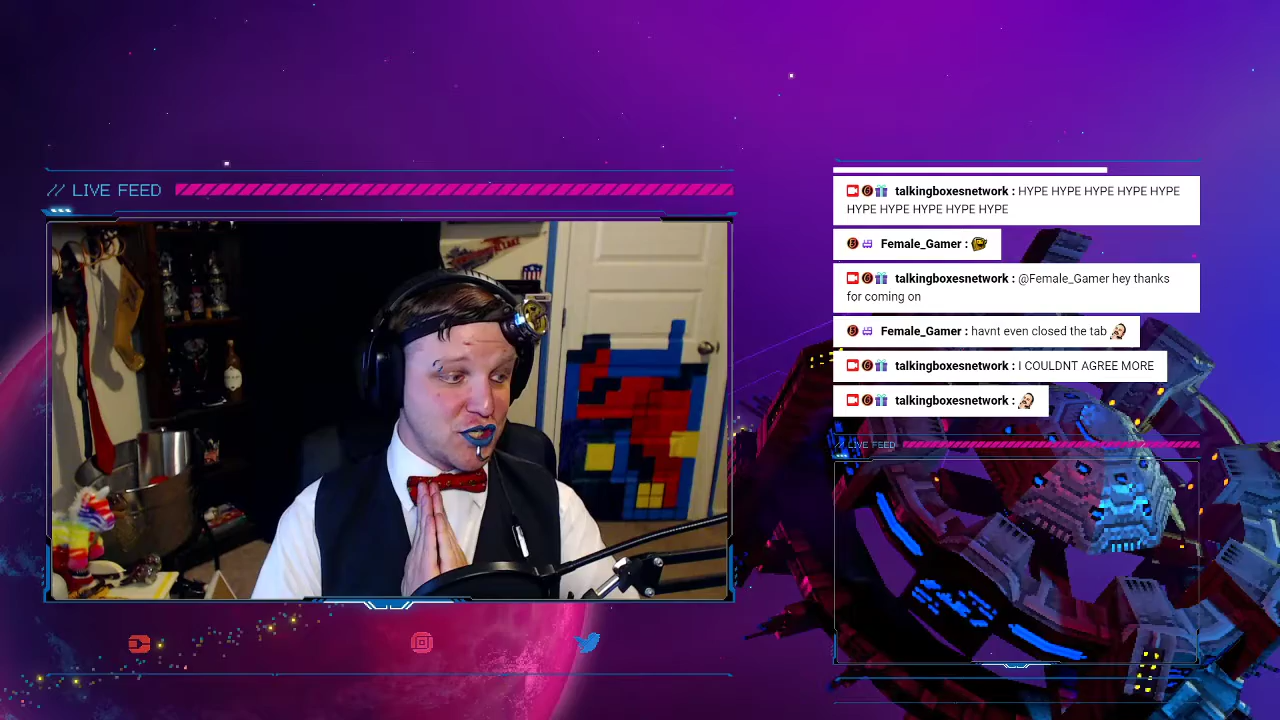 // LIVE FEED
talkingboxesnetwork : HYPE HYPE HYPE HYPE HYPE
HYPE HYPE HYPE HYPE HYPE
Female_Gamer :
talkingboxesnetwork : @Female_Gamer hey thanks
for coming on
Female_Gamer : havnt even closed the tab
talkingboxesnetwork : I COULDNT AGREE MORE
talkingboxesnetwork :
// LIVE FEED